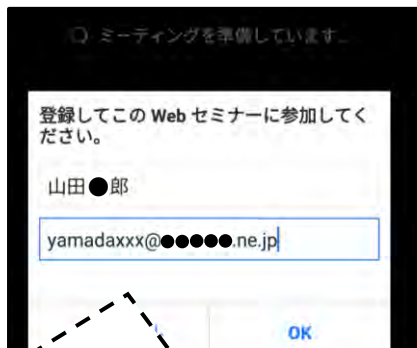 ミーティングを準備しています...
登録してこの Web セミナーに参加してく
ださい。
山田●郎
yamadaxxx@●●●●●.ne.jp
OK